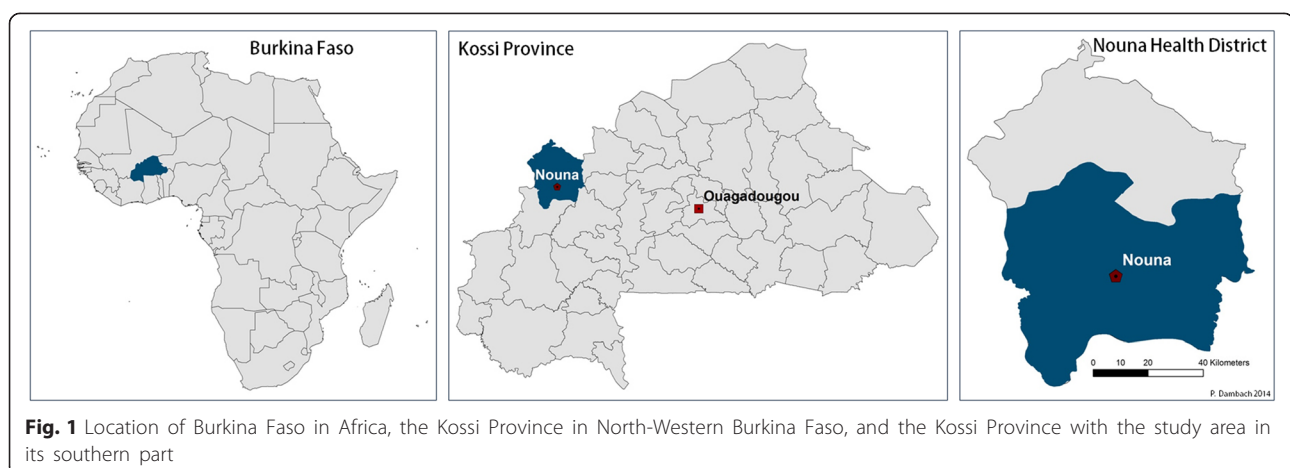 Burkina Faso
Kossi Province
Nouna
Ouagadougou
Nouna Health District
Nouna
0 10 20 40 Kilometers
P. Dambach 2014
Fig. 1 Location of Burkina Faso in Africa, the Kossi Province in North-Western Burkina Faso, and the Kossi Province with the study area in
its southern part